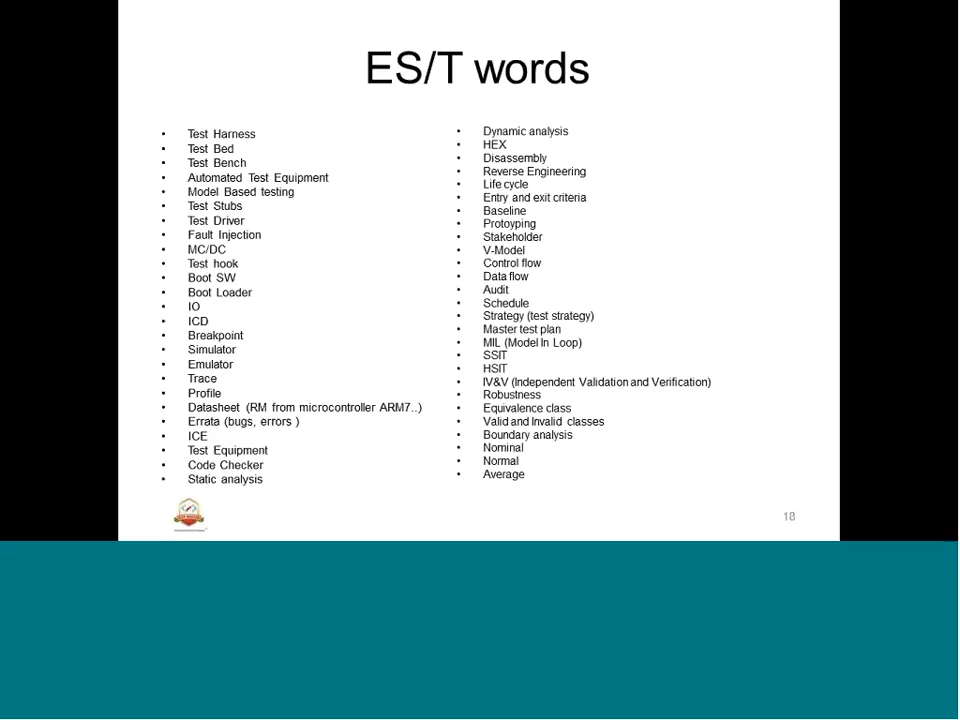 ES/T words
• Test Harness
• Test Bed
• Test Bench
• Automated Test Equipment
• Model Based testing
• Test Stubs
• Test Driver
• Fault Injection
• MC/DC
• Test hook
• Boot SW
• Boot Loader
• IO
• ICD
• Breakpoint
• Simulator
• Emulator
• Trace
• Profile
• Datasheet (RM from microcontroller ARM7..)
• Errata (bugs, errors )
• ICE
• Test Equipment
• Code Checker
• Static analysis
• Dynamic analysis
• HEX
• Disassembly
• Reverse Engineering
• Life cycle
• Entry and exit criteria
• Baseline
• Protoyping
• Stakeholder
• V-Model
• Control flow
• Data flow
• Audit
• Schedule
• Strategy (test strategy)
• Master test plan
• MIL (Model In Loop)
• SSIT
• HSIT
• IV&V (Independent Validation and Verification)
• Robustness
• Equivalence class
• Valid and Invalid classes
• Boundary analysis
• Nominal
• Normal
• Average
18